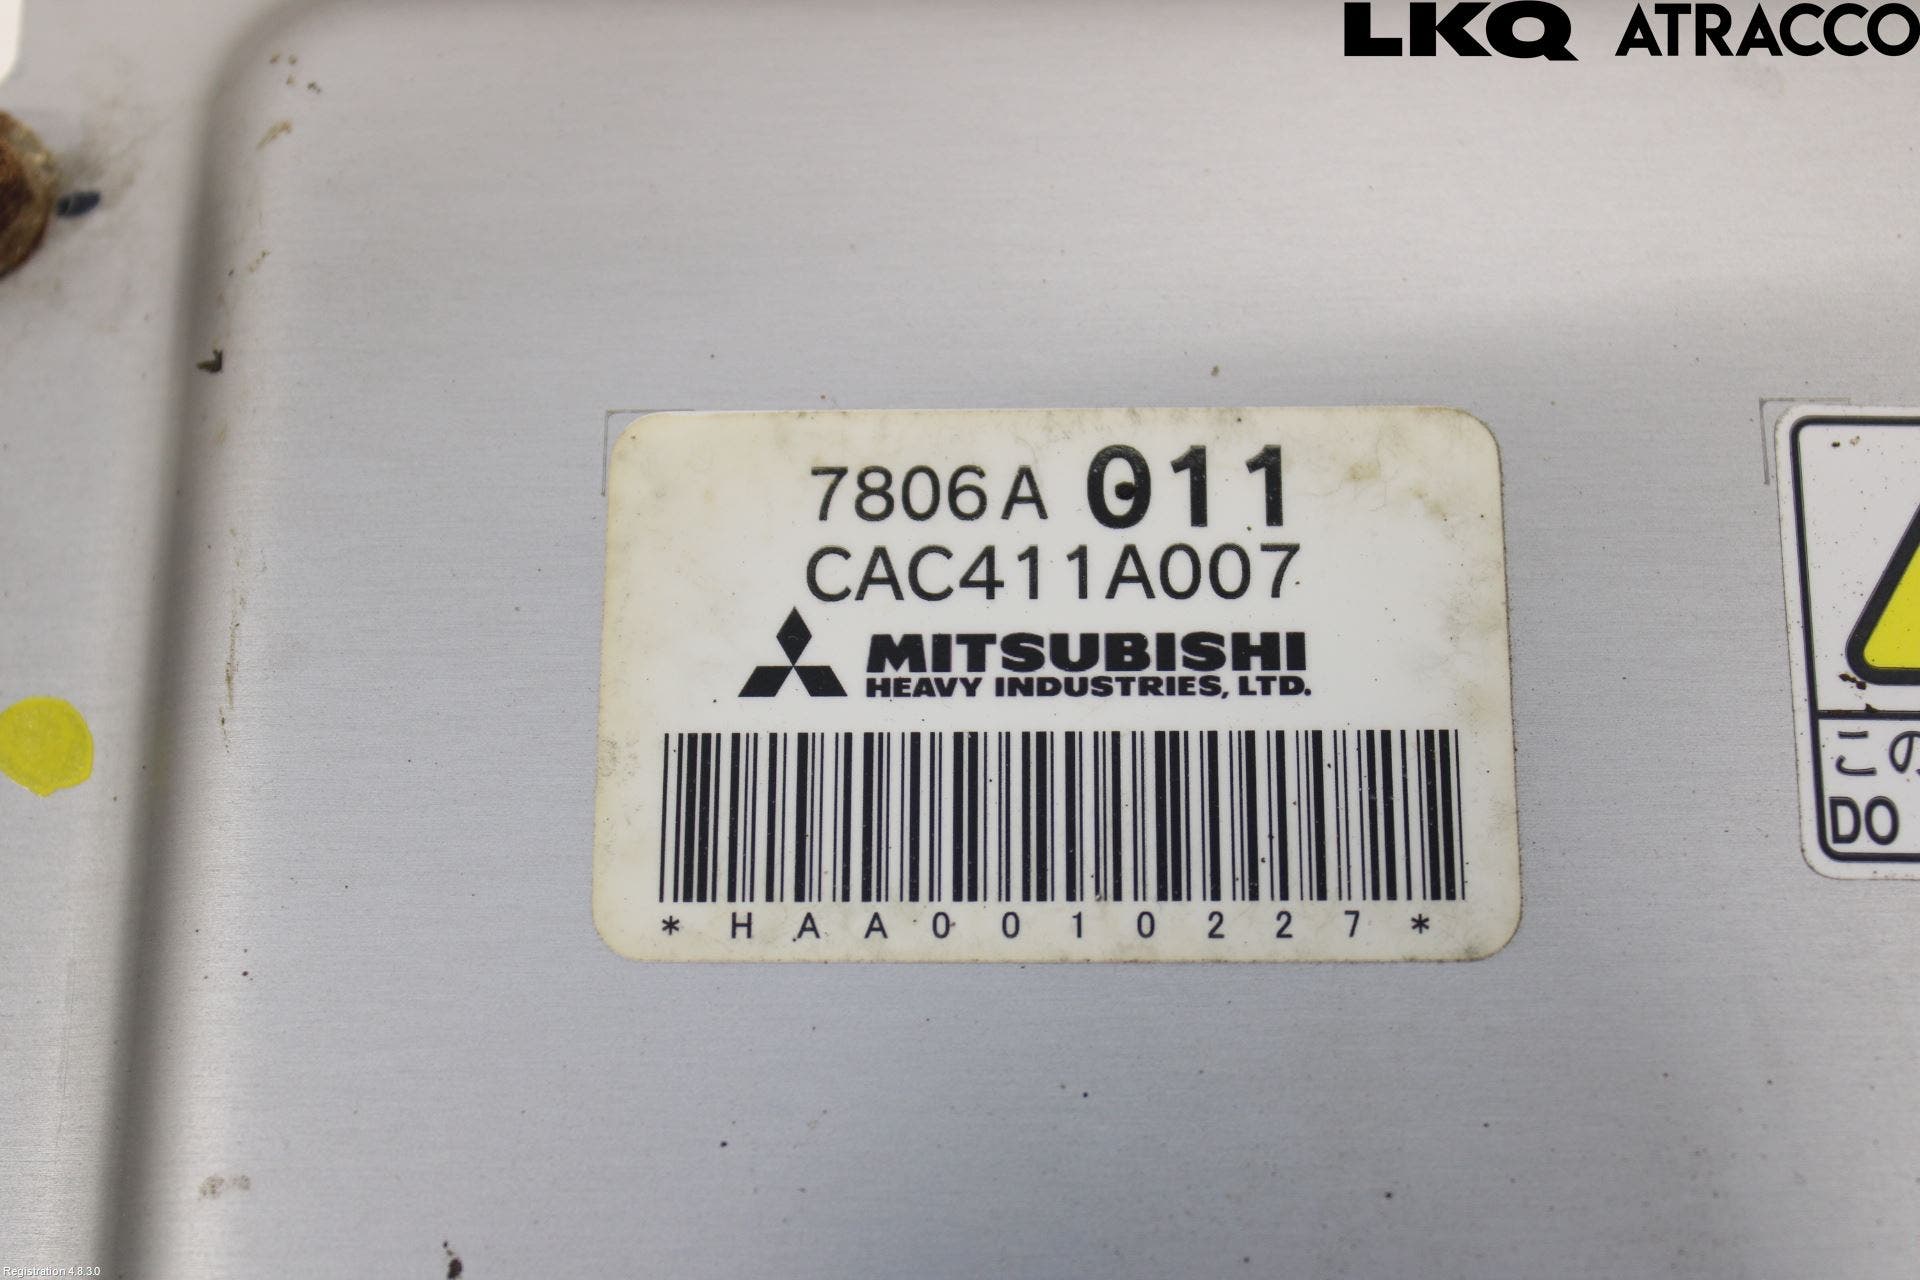 LKQ ATRACCO
7806A 011
CAC411A007
MITSUBISHI
HEAVY INDUSTRIES, LTD.
*HAA0010227*
この
DO
Registration 4.8.3.0